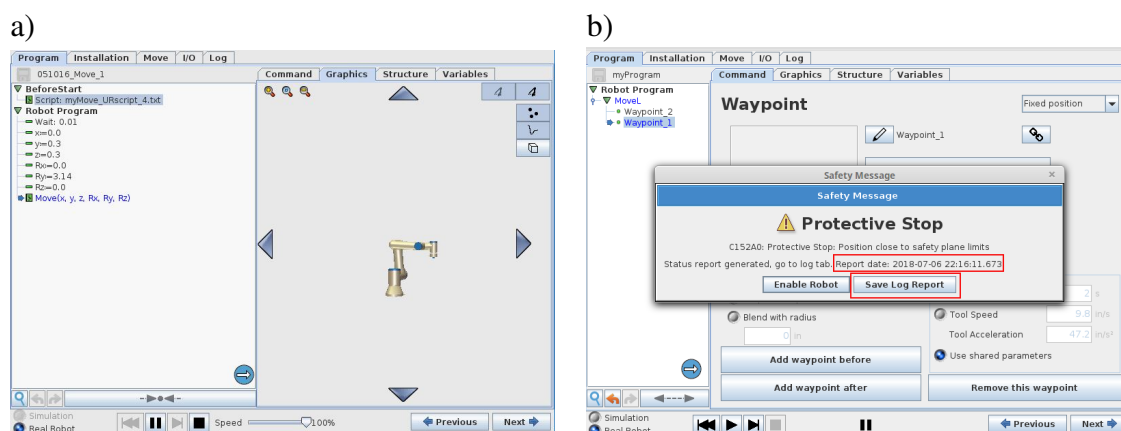 a)
Program Installation Move I/O Log
051016_Move_1
Command Graphics Structure Variables
BeforeStart
Script: myMove_URscript_4.txt
Robot Program
Wait: 0.01
x≔0.0
y≔0.3
z≔0.3
Rx≔0.0
Ry≔3.14
Rz≔0.0
Move(x, y, z, Rx, Ry, Rz)
4 4
Simulation
Real Robot
Speed 100%
Previous Next
b)
Program Installation Move I/O Log
myProgram
Command Graphics Structure Variables
Robot Program
MoveL
Waypoint_2
Waypoint_1
Waypoint
Fixed position
Waypoint_1
Safety Message
Safety Message
Protective Stop
C152A0: Protective Stop: Position close to safety plane limits
Status report generated, go to log tab. Report date: 2018-07-06 22:16:11.673
Enable Robot Save Log Report
2 s
Blend with radius
0 in
Tool Speed 9.8 in/s
Tool Acceleration 47.2 in/s²
Use shared parameters
Add waypoint before
Add waypoint after
Remove this waypoint
Simulation
Real Robot
Previous Next